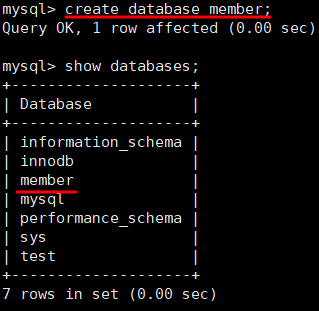 mysql> create database member;
Query OK, 1 row affected (0.00 sec)
mysql> show databases;
+--------------------+
| Database           |
+--------------------+
| information_schema |
| innodb             |
| member             |
| mysql              |
| performance_schema |
| sys                |
| test               |
+--------------------+
7 rows in set (0.00 sec)